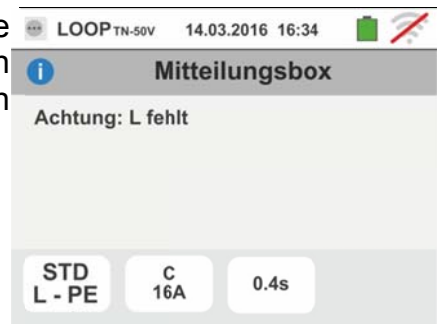 e
n
n
LOOP TN-50V 14.03.2016 16:34
i Mitteilungsbox
Achtung: L fehlt
STD
L - PE
C
16A
0.4s